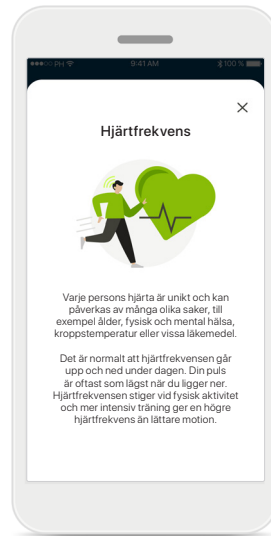 PH 9:41 AM 100 %
Hjärtfrekvens
Varje persons hjärta är unikt och kan
påverkas av många olika saker, till
exempel ålder, fysisk och mental hälsa,
kroppstemperatur eller vissa läkemedel.
Det är normalt att hjärtfrekvensen går
upp och ned under dagen. Din puls
är oftast som lägst när du ligger ner.
Hjärtfrekvensen stiger vid fysisk aktivitet
och mer intensiv träning ger en högre
hjärtfrekvens än lättare motion.